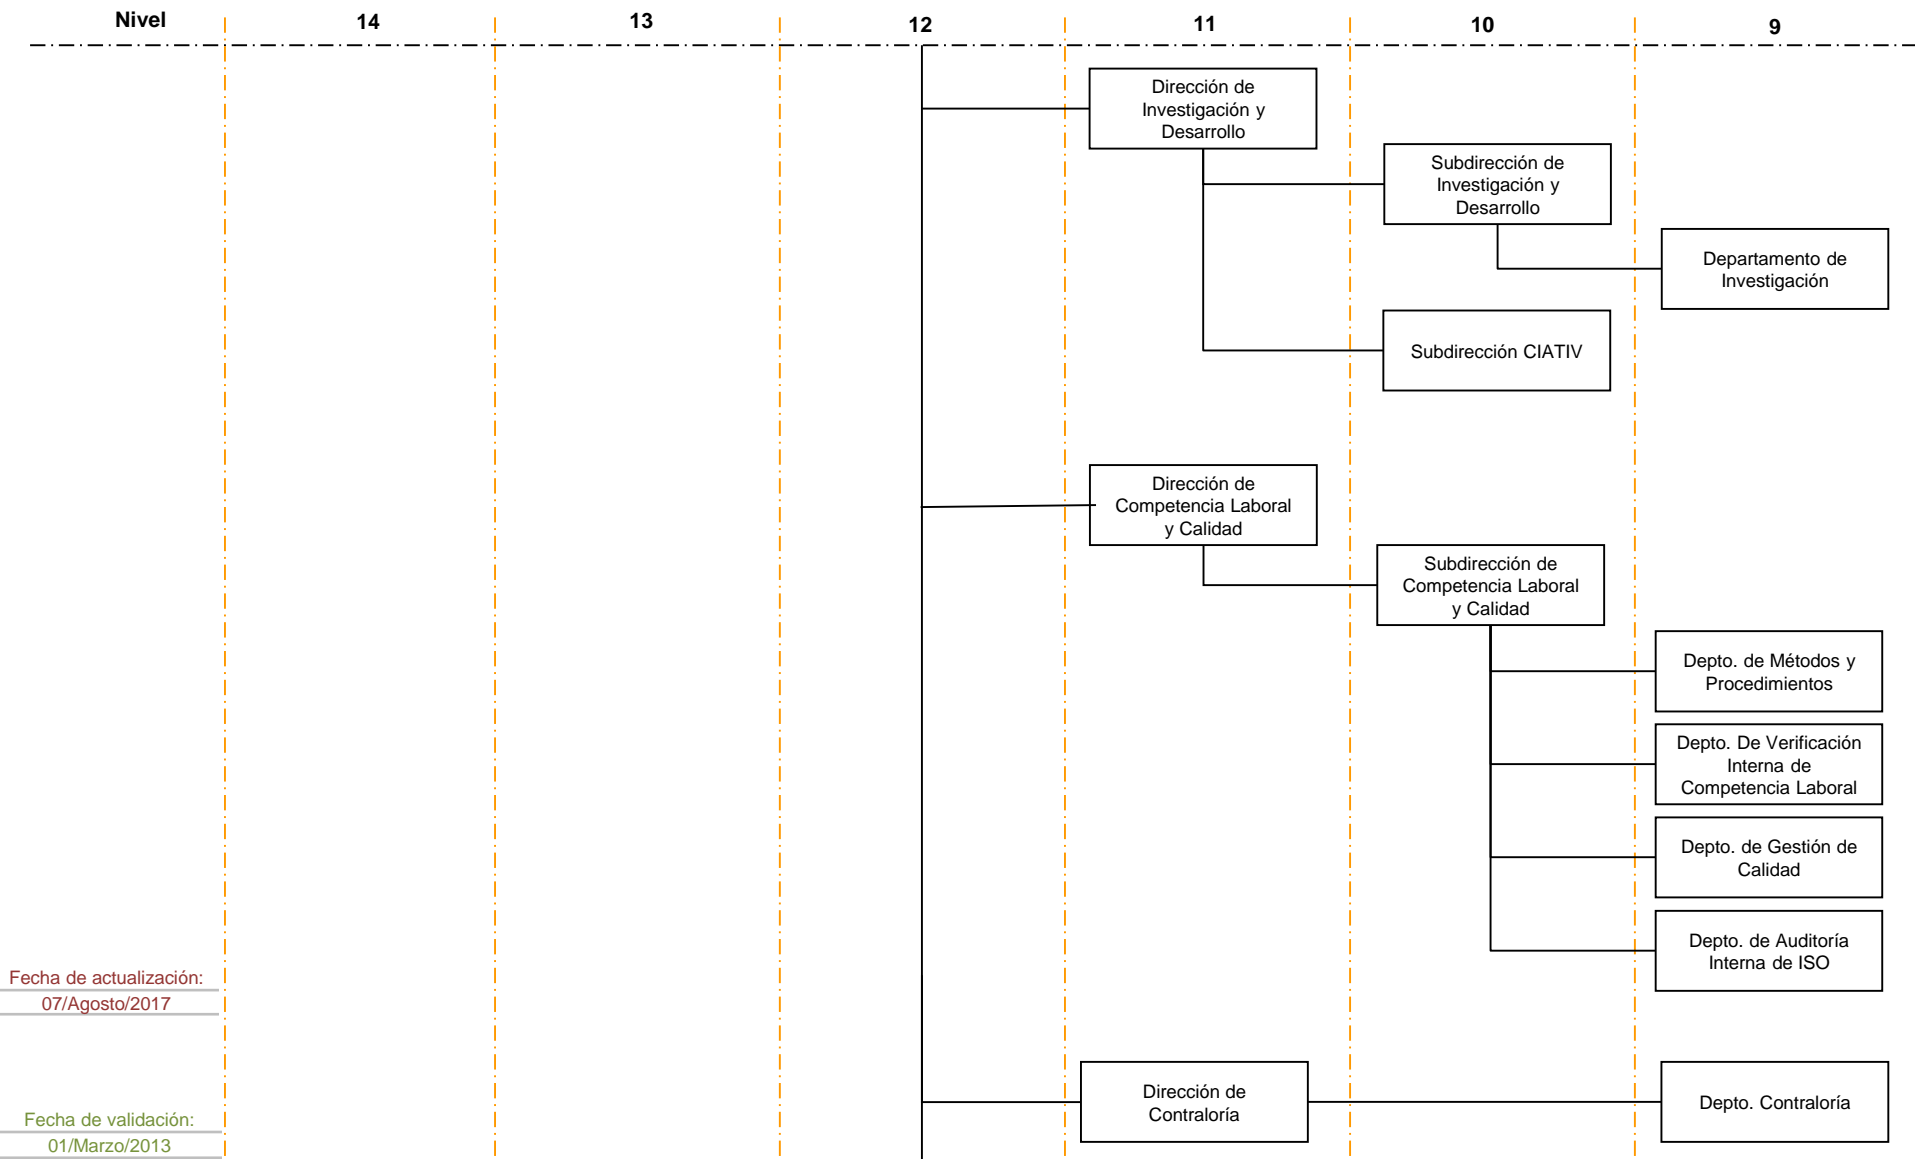 Nivel
14
13
12
11
10
9
Dirección de
Investigación y
Desarrollo
Subdirección de
Investigación y
Desarrollo
Departamento de
Investigación
Subdirección CIATIV
Dirección de
Competencia Laboral
y Calidad
Subdirección de
Competencia Laboral
y Calidad
Depto. de Métodos y
Procedimientos
Depto. De Verificación
Interna de
Competencia Laboral
Depto. de Gestión de
Calidad
Depto. de Auditoría
Interna de ISO
Fecha de actualización:
07/Agosto/2017
Dirección de
Contraloría
Depto. Contraloría
Fecha de validación:
01/Marzo/2013